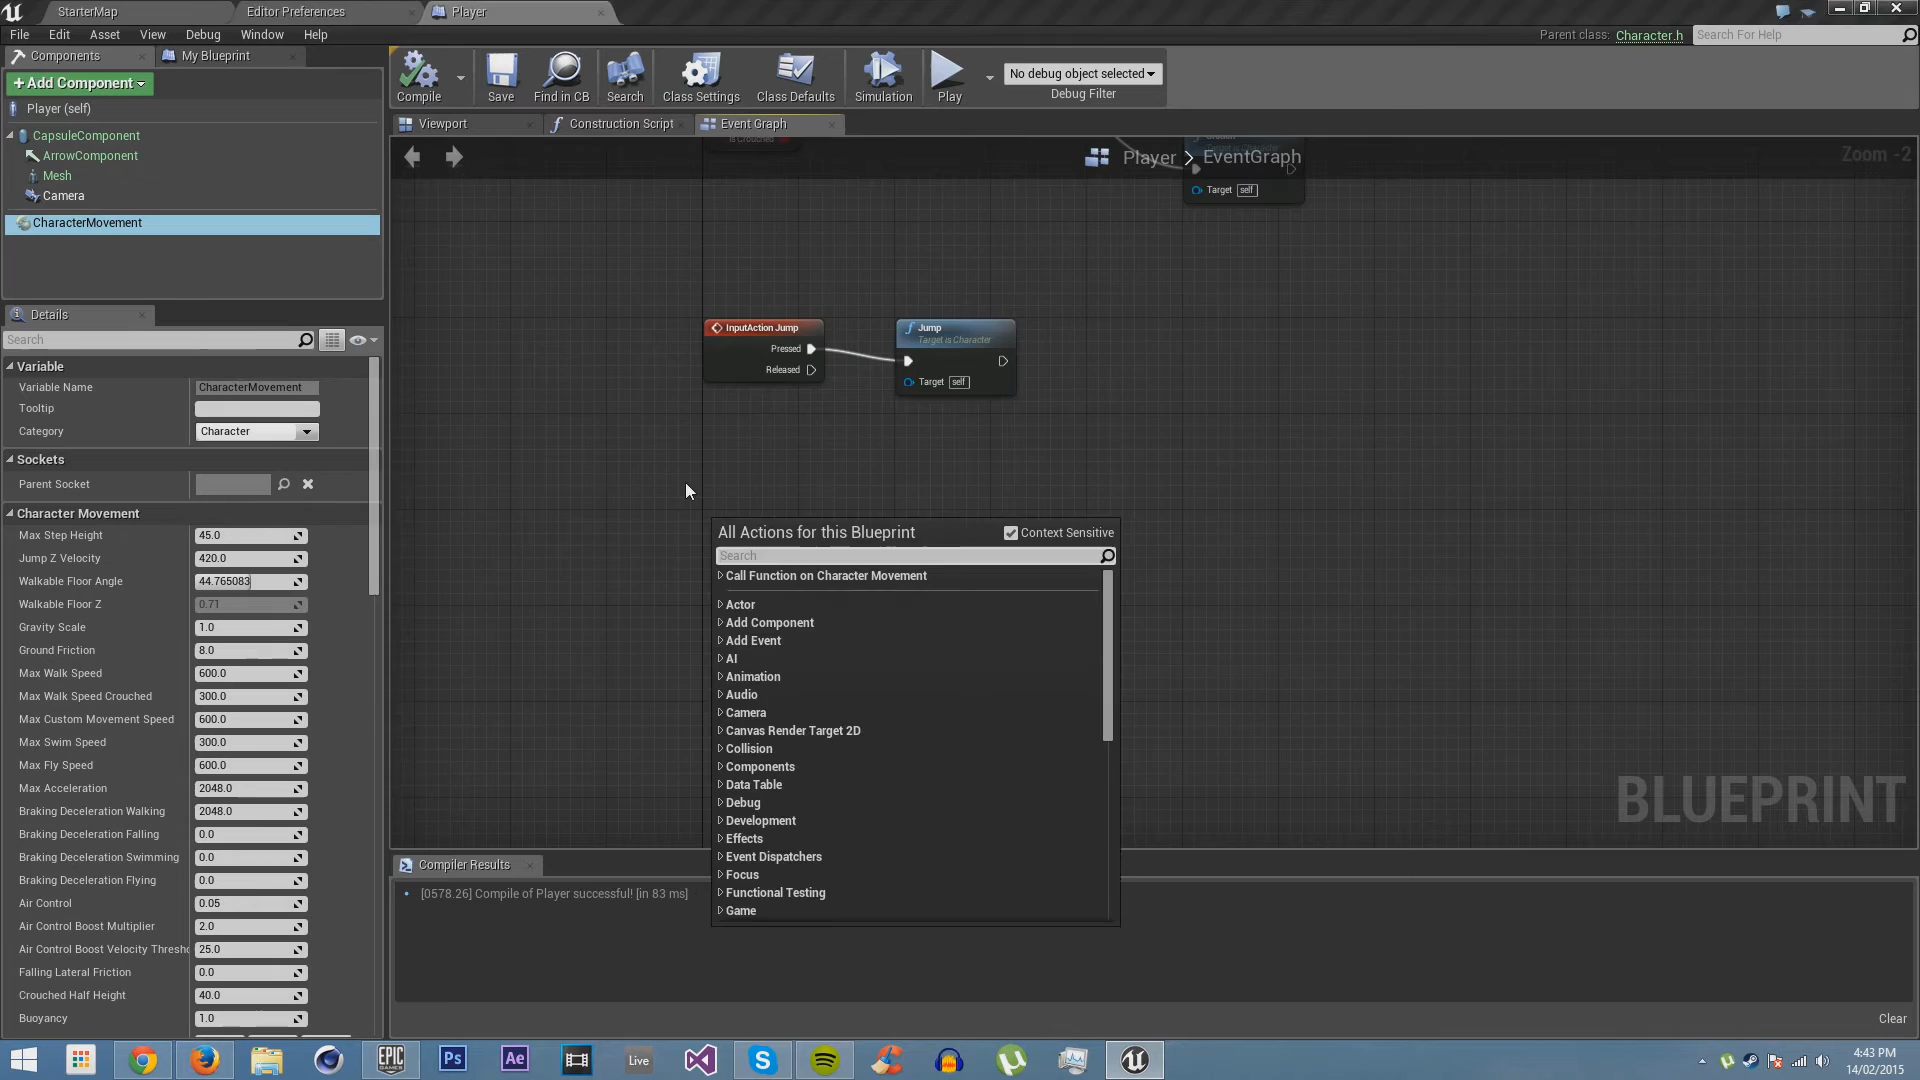 StarterMap
Editor Preferences
Player
File Edit Asset View Debug Window Help
Parent class: Character.h
Search For Help
Components
My Blueprint
+Add Component
Player (self)
CapsuleComponent
ArrowComponent
Mesh
Camera
CharacterMovement
Compile
Save
Find in CB
Search
Class Settings
Class Defaults
Simulation
Play
No debug object selected
Debug Filter
Viewport
Construction Script
Event Graph
Player > EventGraph
Zoom -2
Is Crouched
Target is Character
Target self
InputAction Jump
Pressed
Released
Jump
Target is Character
Target self
Details
Search
Variable
Variable Name CharacterMovement
Tooltip
Category Character
Sockets
Parent Socket
Character Movement
Max Step Height 45.0
Jump Z Velocity 420.0
Walkable Floor Angle 44.765083
Walkable Floor Z 0.71
Gravity Scale 1.0
Ground Friction 8.0
Max Walk Speed 600.0
Max Walk Speed Crouched 300.0
Max Custom Movement Speed 600.0
Max Swim Speed 300.0
Max Fly Speed 600.0
Max Acceleration 2048.0
Braking Deceleration Walking 2048.0
Braking Deceleration Falling 0.0
Braking Deceleration Swimming 0.0
Braking Deceleration Flying 0.0
Air Control 0.05
Air Control Boost Multiplier 2.0
Air Control Boost Velocity Thresho 25.0
Falling Lateral Friction 0.0
Crouched Half Height 40.0
Buoyancy 1.0
All Actions for this Blueprint
Context Sensitive
Search
Call Function on Character Movement
Actor
Add Component
Add Event
AI
Animation
Audio
Camera
Canvas Render Target 2D
Collision
Components
Data Table
Debug
Development
Effects
Event Dispatchers
Focus
Functional Testing
Game
BLUEPRINT
Compiler Results
[0578.26] Compile of Player successful! [in 83 ms]
Clear
EPIC
GAMES
Ps
Ae
Live
4:43 PM
14/02/2015